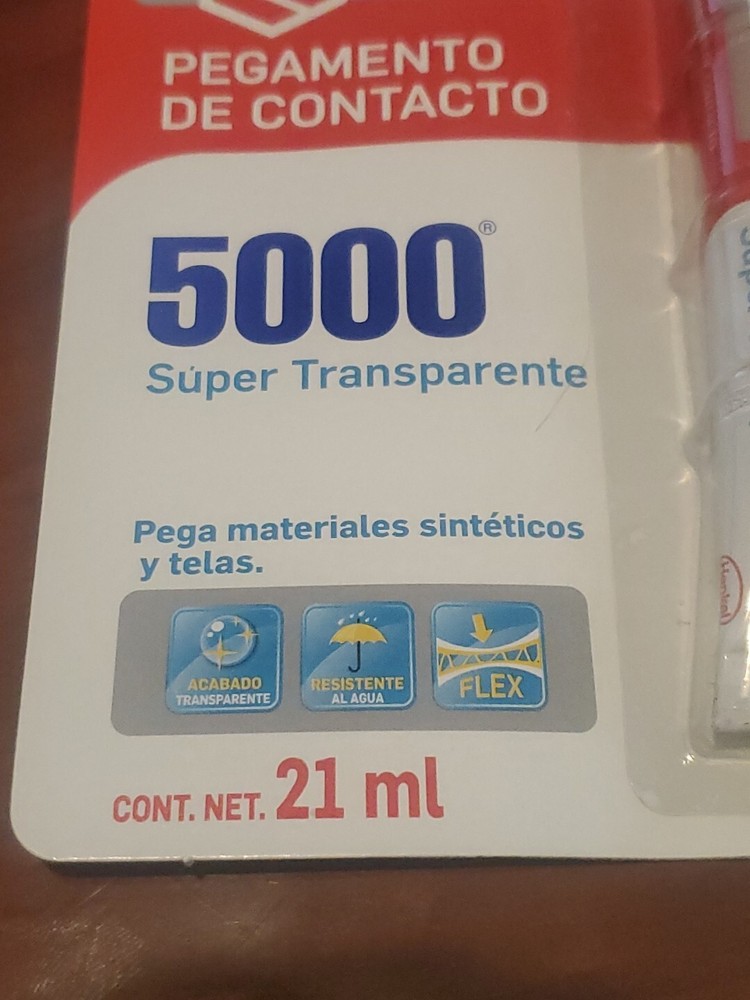 PEGAMENTO
DE CONTACTO
5000®
Súper Transparente
Pega materiales sintéticos
y telas.
ACABADO
TRANSPARENTE
RESISTENTE
AL AGUA
FLEX
CONT. NET. 21 ml
Henkel